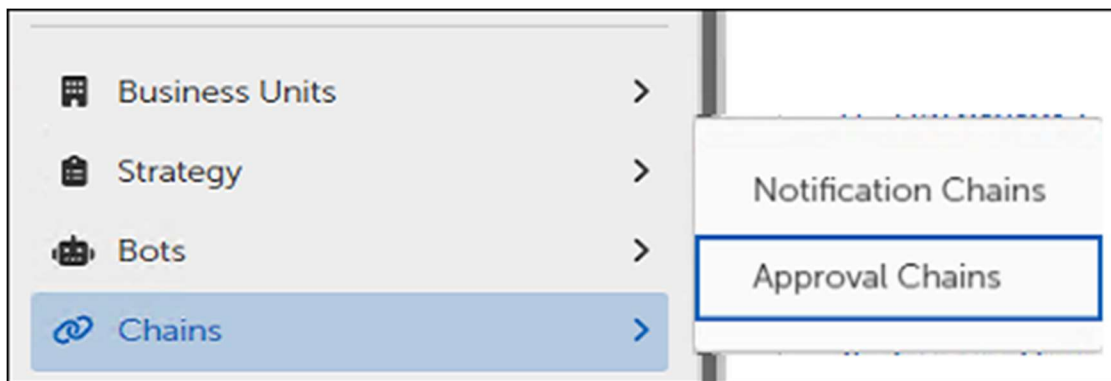 Business Units
Strategy
Bots
Chains
Notification Chains
Approval Chains